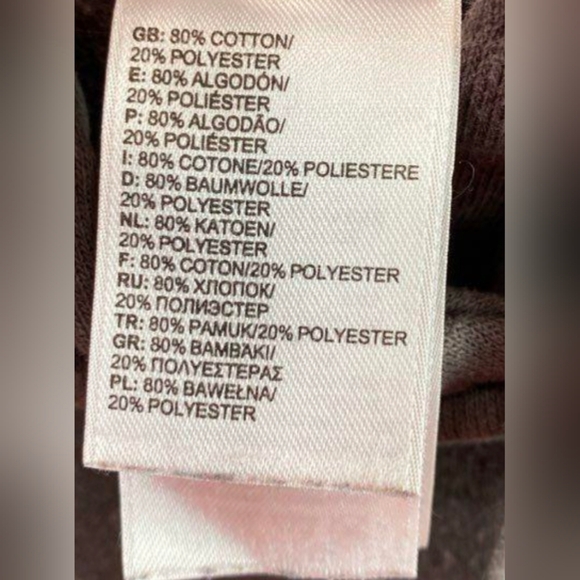 GB: 80% COTTON/
20% POLYESTER
E: 80% ALGODÓN/
20% POLIÉSTER
P: 80% ALGODÃO/
20% POLIÉSTER
I: 80% COTONE/20% POLIESTERE
D: 80% BAUMWOLLE/
20% POLYESTER
NL: 80% KATOEN/
20% POLYESTER
F: 80% COTON/20% POLYESTER
RU: 80% ХЛОПОК/
20% ПОЛИЭСТЕР
TR: 80% PAMUK/20% POLYESTER
GR: 80% ΒΑΜΒΑΚΙ/
20% ΠΟΛΥΕΣΤΕΡΑΣ
PL: 80% BAWEŁNA/
20% POLYESTER